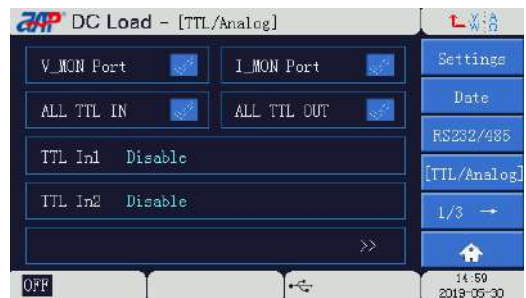 AAP DC Load - [TTL/Analog]
V_MON Port
I_MON Port
Settings
ALL TTL IN
ALL TTL OUT
Date
RS232/485
TTL In1 Disable
[TTL/Analog]
TTL In2 Disable
1/3 →
>>
OFF
14:59
2019-05-30